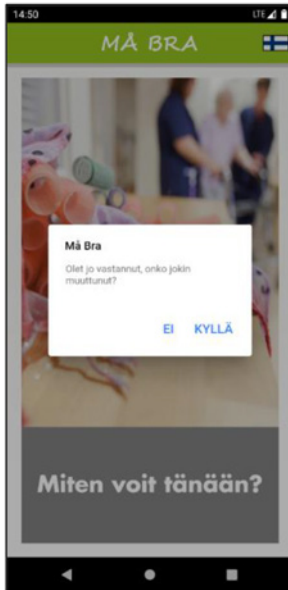 14:50
LTE
MÅ BRA
Må Bra
Olet jo vastannut, onko jokin
muuttunut?
EI KYLLÄ
Miten voit tänään?